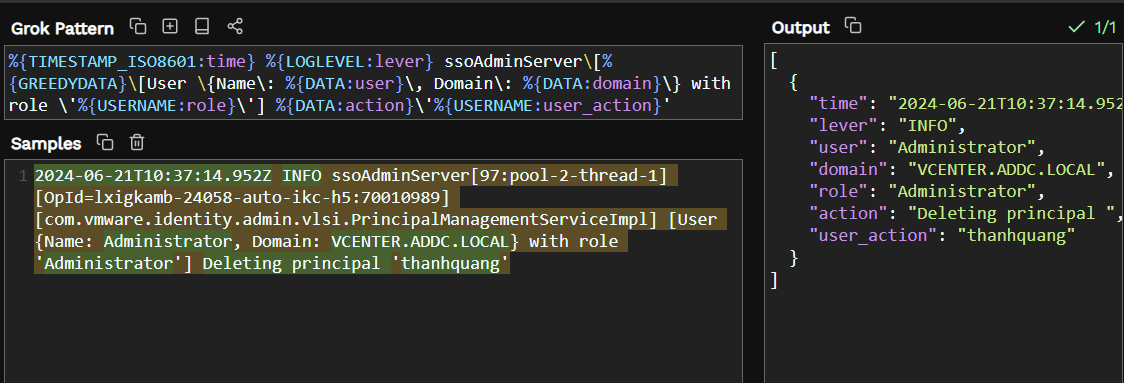 Grok Pattern
%{TIMESTAMP_ISO8601:time} %{LOGLEVEL:lever} ssoAdminServer\[%
{GREEDYDATA}\[User \{Name\: %{DATA:user}\, Domain\: %{DATA:domain}\} with
role \'%{USERNAME:role}\'] %{DATA:action}\'%{USERNAME:user_action}'
Samples
1 2024-06-21T10:37:14.952Z INFO ssoAdminServer[97:pool-2-thread-1]
[OpId=lxigkamb-24058-auto-ikc-h5:70010989]
[com.vmware.identity.admin.vlsi.PrincipalManagementServiceImpl] [User
{Name: Administrator, Domain: VCENTER.ADDC.LOCAL} with role
'Administrator'] Deleting principal 'thanhquang'
Output
1/1
[
{
"time": "2024-06-21T10:37:14.952
"lever": "INFO",
"user": "Administrator",
"domain": "VCENTER.ADDC.LOCAL",
"role": "Administrator",
"action": "Deleting principal ",
"user_action": "thanhquang"
}
]